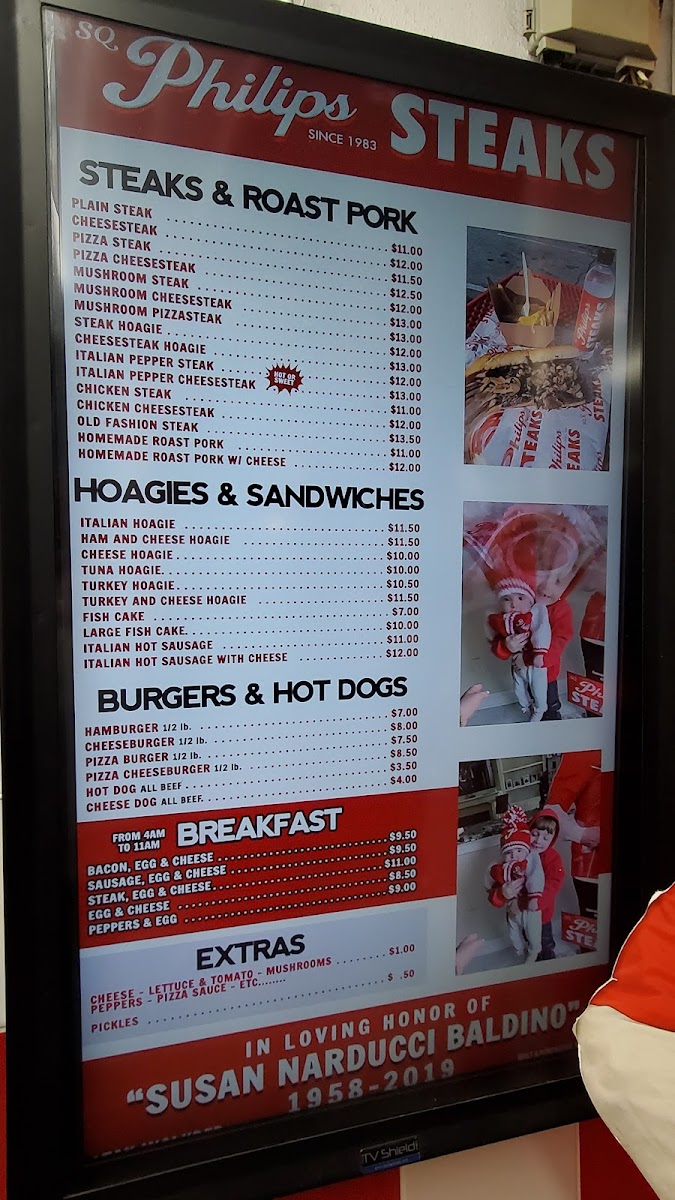 SQ
Philips STEAKS
SINCE 1983
STEAKS & ROAST PORK
PLAIN STEAK $11.00
CHEESESTEAK $12.00
PIZZA STEAK $11.50
PIZZA CHEESESTEAK $12.50
MUSHROOM STEAK $12.00
MUSHROOM CHEESESTEAK $13.00
MUSHROOM PIZZASTEAK $13.00
STEAK HOAGIE $12.00
CHEESESTEAK HOAGIE $13.00
ITALIAN PEPPER STEAK $12.00
ITALIAN PEPPER CHEESESTEAK HOT OR SWEET $13.00
CHICKEN STEAK $11.00
CHICKEN CHEESESTEAK $12.00
OLD FASHION STEAK $13.50
HOMEMADE ROAST PORK $11.00
HOMEMADE ROAST PORK W/ CHEESE $12.00
HOAGIES & SANDWICHES
ITALIAN HOAGIE $11.50
HAM AND CHEESE HOAGIE $11.50
CHEESE HOAGIE $10.00
TUNA HOAGIE $10.00
TURKEY HOAGIE $10.50
TURKEY AND CHEESE HOAGIE $11.50
FISH CAKE $7.00
LARGE FISH CAKE $10.00
ITALIAN HOT SAUSAGE $11.00
ITALIAN HOT SAUSAGE WITH CHEESE $12.00
BURGERS & HOT DOGS
HAMBURGER 1/2 lb. $7.00
CHEESEBURGER 1/2 lb. $8.00
PIZZA BURGER 1/2 lb. $7.50
PIZZA CHEESEBURGER 1/2 lb. $8.50
HOT DOG ALL BEEF $3.50
CHEESE DOG ALL BEEF $4.00
FROM 4AM
TO 11AM
BREAKFAST
BACON, EGG & CHEESE $9.50
SAUSAGE, EGG & CHEESE $9.50
STEAK, EGG & CHEESE $11.00
EGG & CHEESE $8.50
PEPPERS & EGG $9.00
EXTRAS
CHEESE - LETTUCE & TOMATO - MUSHROOMS ........ $1.00
PEPPERS - PIZZA SAUCE - ETC........
PICKLES $ .50
IN LOVING HONOR OF
"SUSAN NARDUCCI BALDINO"
1958-2019
Philips
STEAKS
Philips
STEAKS
Philips
STEAKS
STEAKS
TV Shield